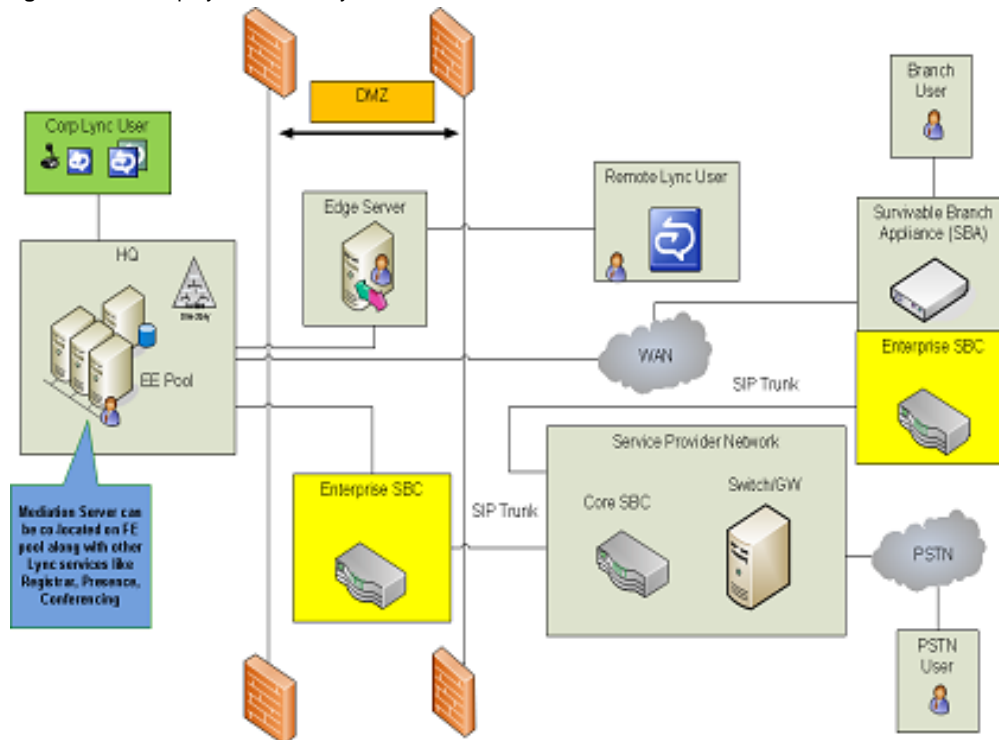 DMZ
Corp Lync User
HQ
EE Pool
Mediation Server can
be co-located on FE
pool along with other
Lync services like
Registrar, Presence,
Conferencing
Edge Server
Remote Lync User
Branch
User
Survivable Branch
Appliance (SBA)
Enterprise SBC
WAN
SIP Trunk
Enterprise SBC
SIP Trunk
Service Provider Network
Core SBC
Switch/GW
PSTN
PSTN
User